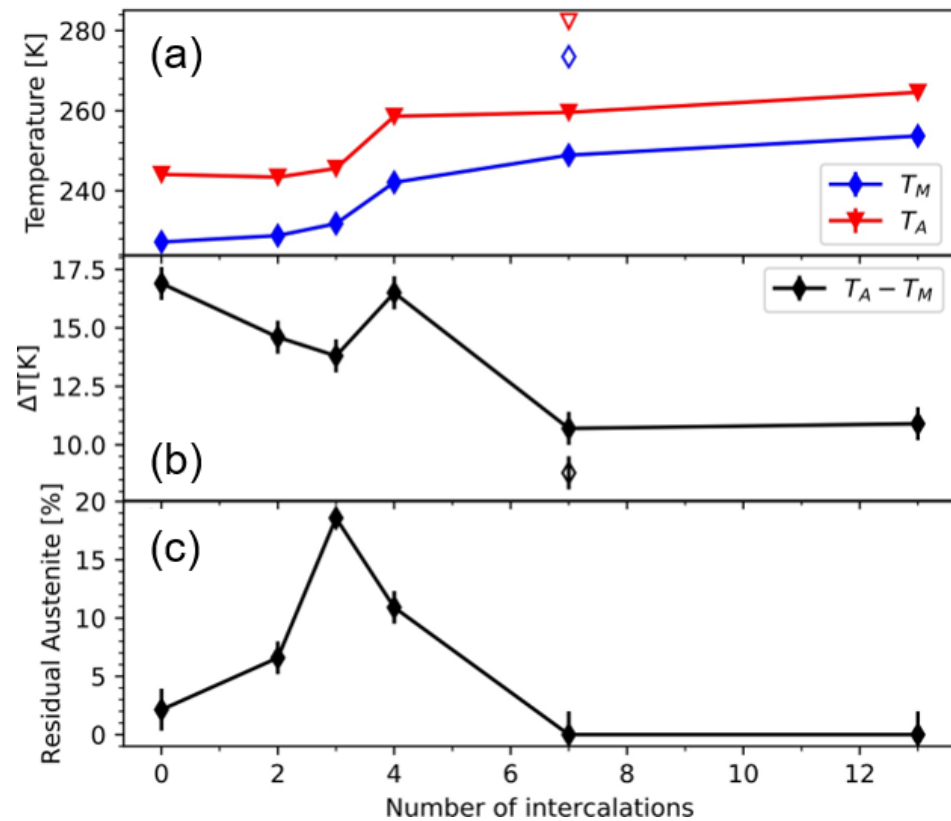 (a)
Temperature [K]
280
260
240
T_M
T_A
(b)
ΔT[K]
17.5
15.0
12.5
10.0
T_A − T_M
(c)
Residual Austenite [%]
20
15
10
5
0
0 2 4 6 8 10 12
Number of intercalations